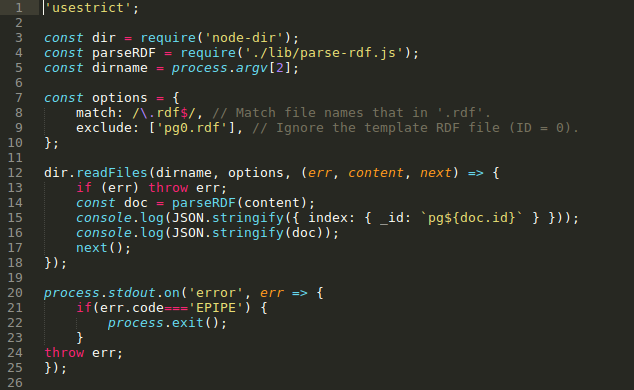 1 'usestrict';
2
3 const dir = require('node-dir');
4 const parseRDF = require('./lib/parse-rdf.js');
5 const dirname = process.argv[2];
6
7 const options = {
8     match: /\.rdf$/, // Match file names that in '.rdf'.
9     exclude: ['pg0.rdf'], // Ignore the template RDF file (ID = 0).
10 };
11
12 dir.readFiles(dirname, options, (err, content, next) => {
13     if (err) throw err;
14     const doc = parseRDF(content);
15     console.log(JSON.stringify({ index: { _id: `pg${doc.id}` } }));
16     console.log(JSON.stringify(doc));
17     next();
18 });
19
20 process.stdout.on('error', err => {
21     if(err.code==='EPIPE') {
22         process.exit();
23     }
24 throw err;
25 });
26